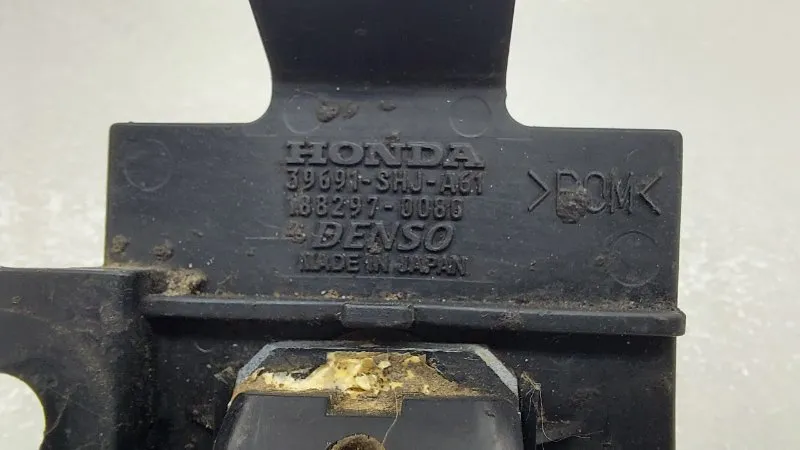 HONDA
39691-SHJ-A61
188297-0080
DENSO
MADE IN JAPAN
>POM<